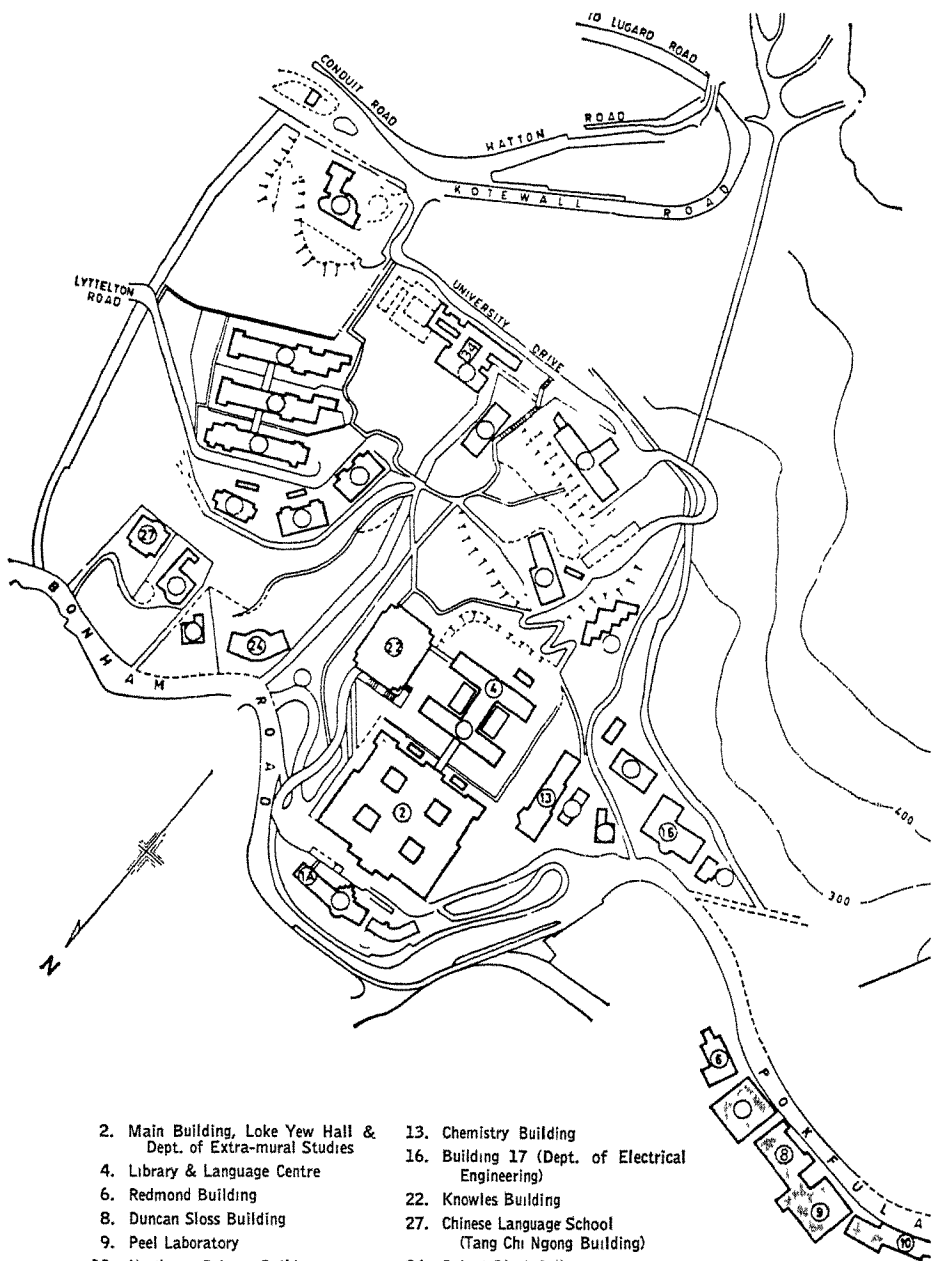 TO LUGARD ROAD
CONDUIT ROAD
HATTON ROAD
KOTEWALL ROAD
LYTTELTON
ROAD
UNIVERSITY DRIVE
34
27
24
22
4
2
13
16
1A
BONHAM ROAD
400
300
N
6
8
9
10
POKFULA
2. Main Building, Loke Yew Hall &
Dept. of Extra-mural Studies
4. Library & Language Centre
6. Redmond Building
8. Duncan Sloss Building
9. Peel Laboratory
13. Chemistry Building
16. Building 17 (Dept. of Electrical
Engineering)
22. Knowles Building
27. Chinese Language School
(Tang Chi Ngong Building)